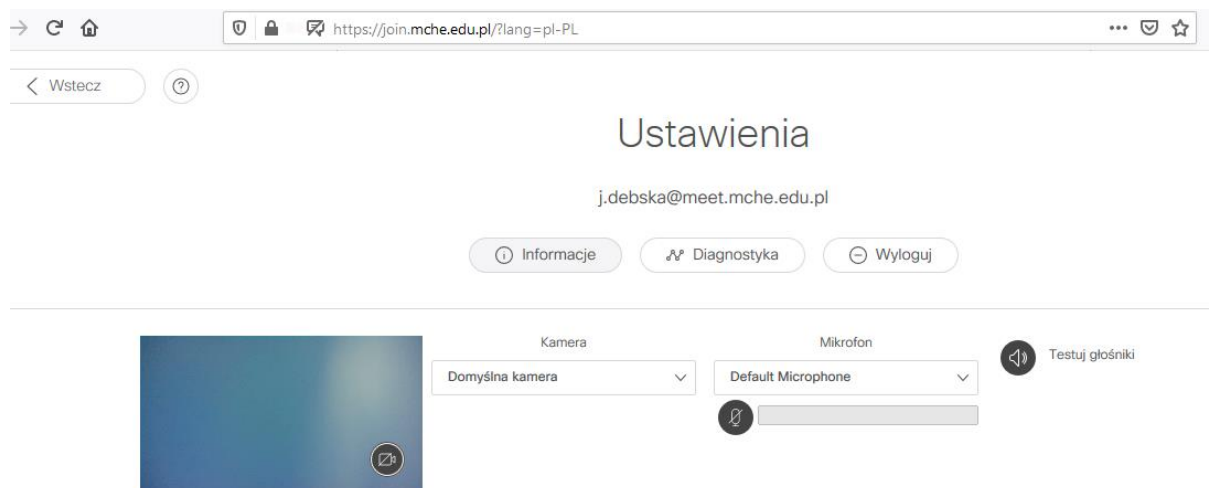 https://join.mche.edu.pl/?lang=pl-PL
Wstecz
Ustawienia
j.debska@meet.mche.edu.pl
Informacje Diagnostyka Wyloguj
Kamera Mikrofon
Testuj głośniki
Domyślna kamera Default Microphone